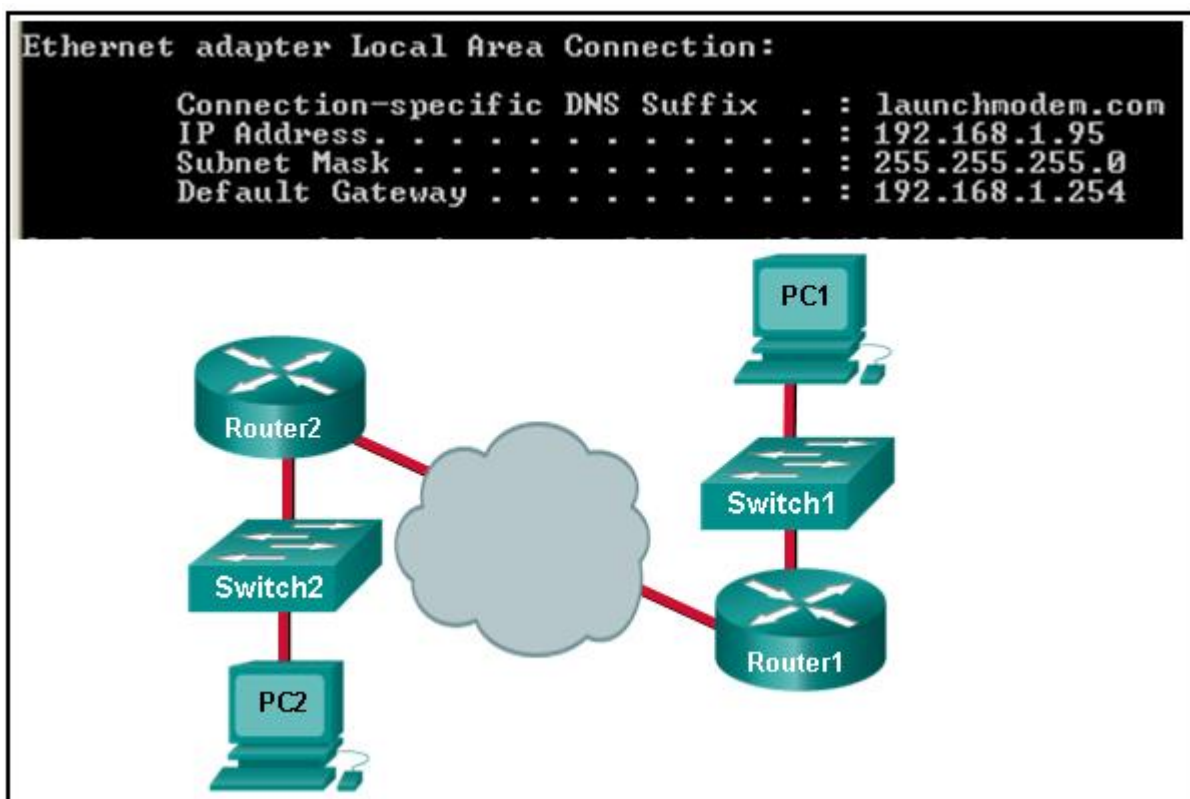 Ethernet adapter Local Area Connection:
Connection-specific DNS Suffix . : launchmodem.com
IP Address. . . . . . . . . . . . : 192.168.1.95
Subnet Mask . . . . . . . . . . . : 255.255.255.0
Default Gateway . . . . . . . . . : 192.168.1.254
PC1
Router2
Switch1
Switch2
Router1
PC2